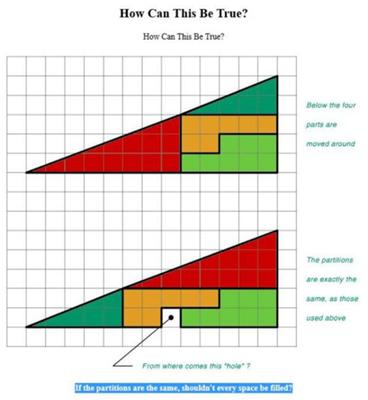 How Can This Be True?
How Can This Be True?
Below the four
parts are
moved around
The partitions
are exactly the
same, as those
used above
From where comes this "hole" ?
If the partitions are the same, shouldn't every space be filled?